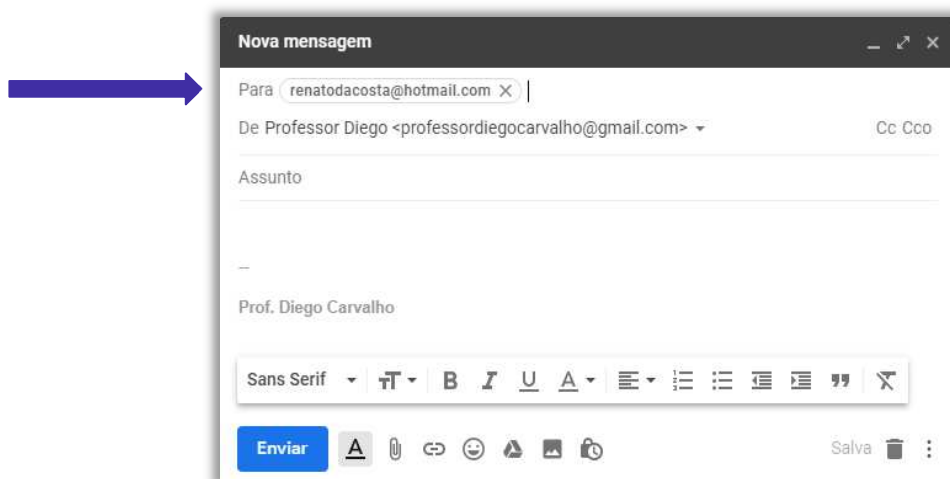 Nova mensagem
Para renatodacosta@hotmail.com
De Professor Diego <professordiegocarvalho@gmail.com> Cc Cco
Assunto
--
Prof. Diego Carvalho
Sans Serif B I U A
Enviar A Salva